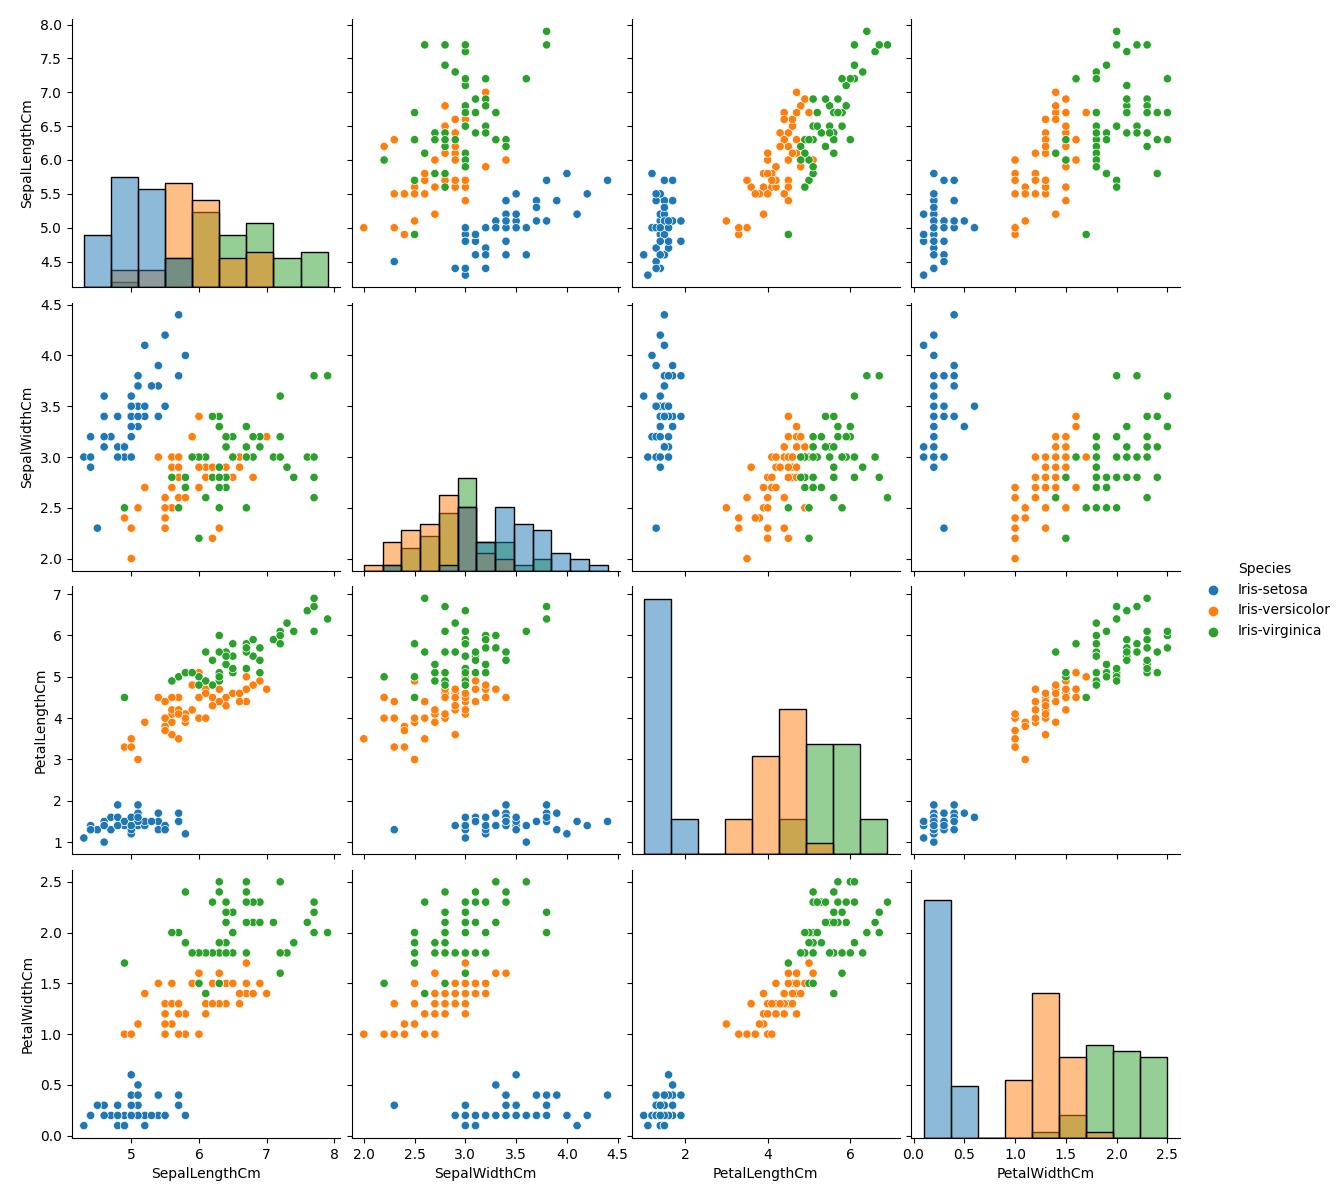 8.0
7.5
7.0
6.5
6.0
5.5
5.0
4.5
SepalLengthCm
4.5
4.0
3.5
3.0
2.5
2.0
SepalWidthCm
Species
Iris-setosa
Iris-versicolor
Iris-virginica
7
6
5
4
3
2
1
PetalLengthCm
2.5
2.0
1.5
1.0
0.5
0.0
PetalWidthCm
5 6 7 8
2.0 2.5 3.0 3.5 4.0 4.5
2 4 6
0.0 0.5 1.0 1.5 2.0 2.5
SepalLengthCm
SepalWidthCm
PetalLengthCm
PetalWidthCm